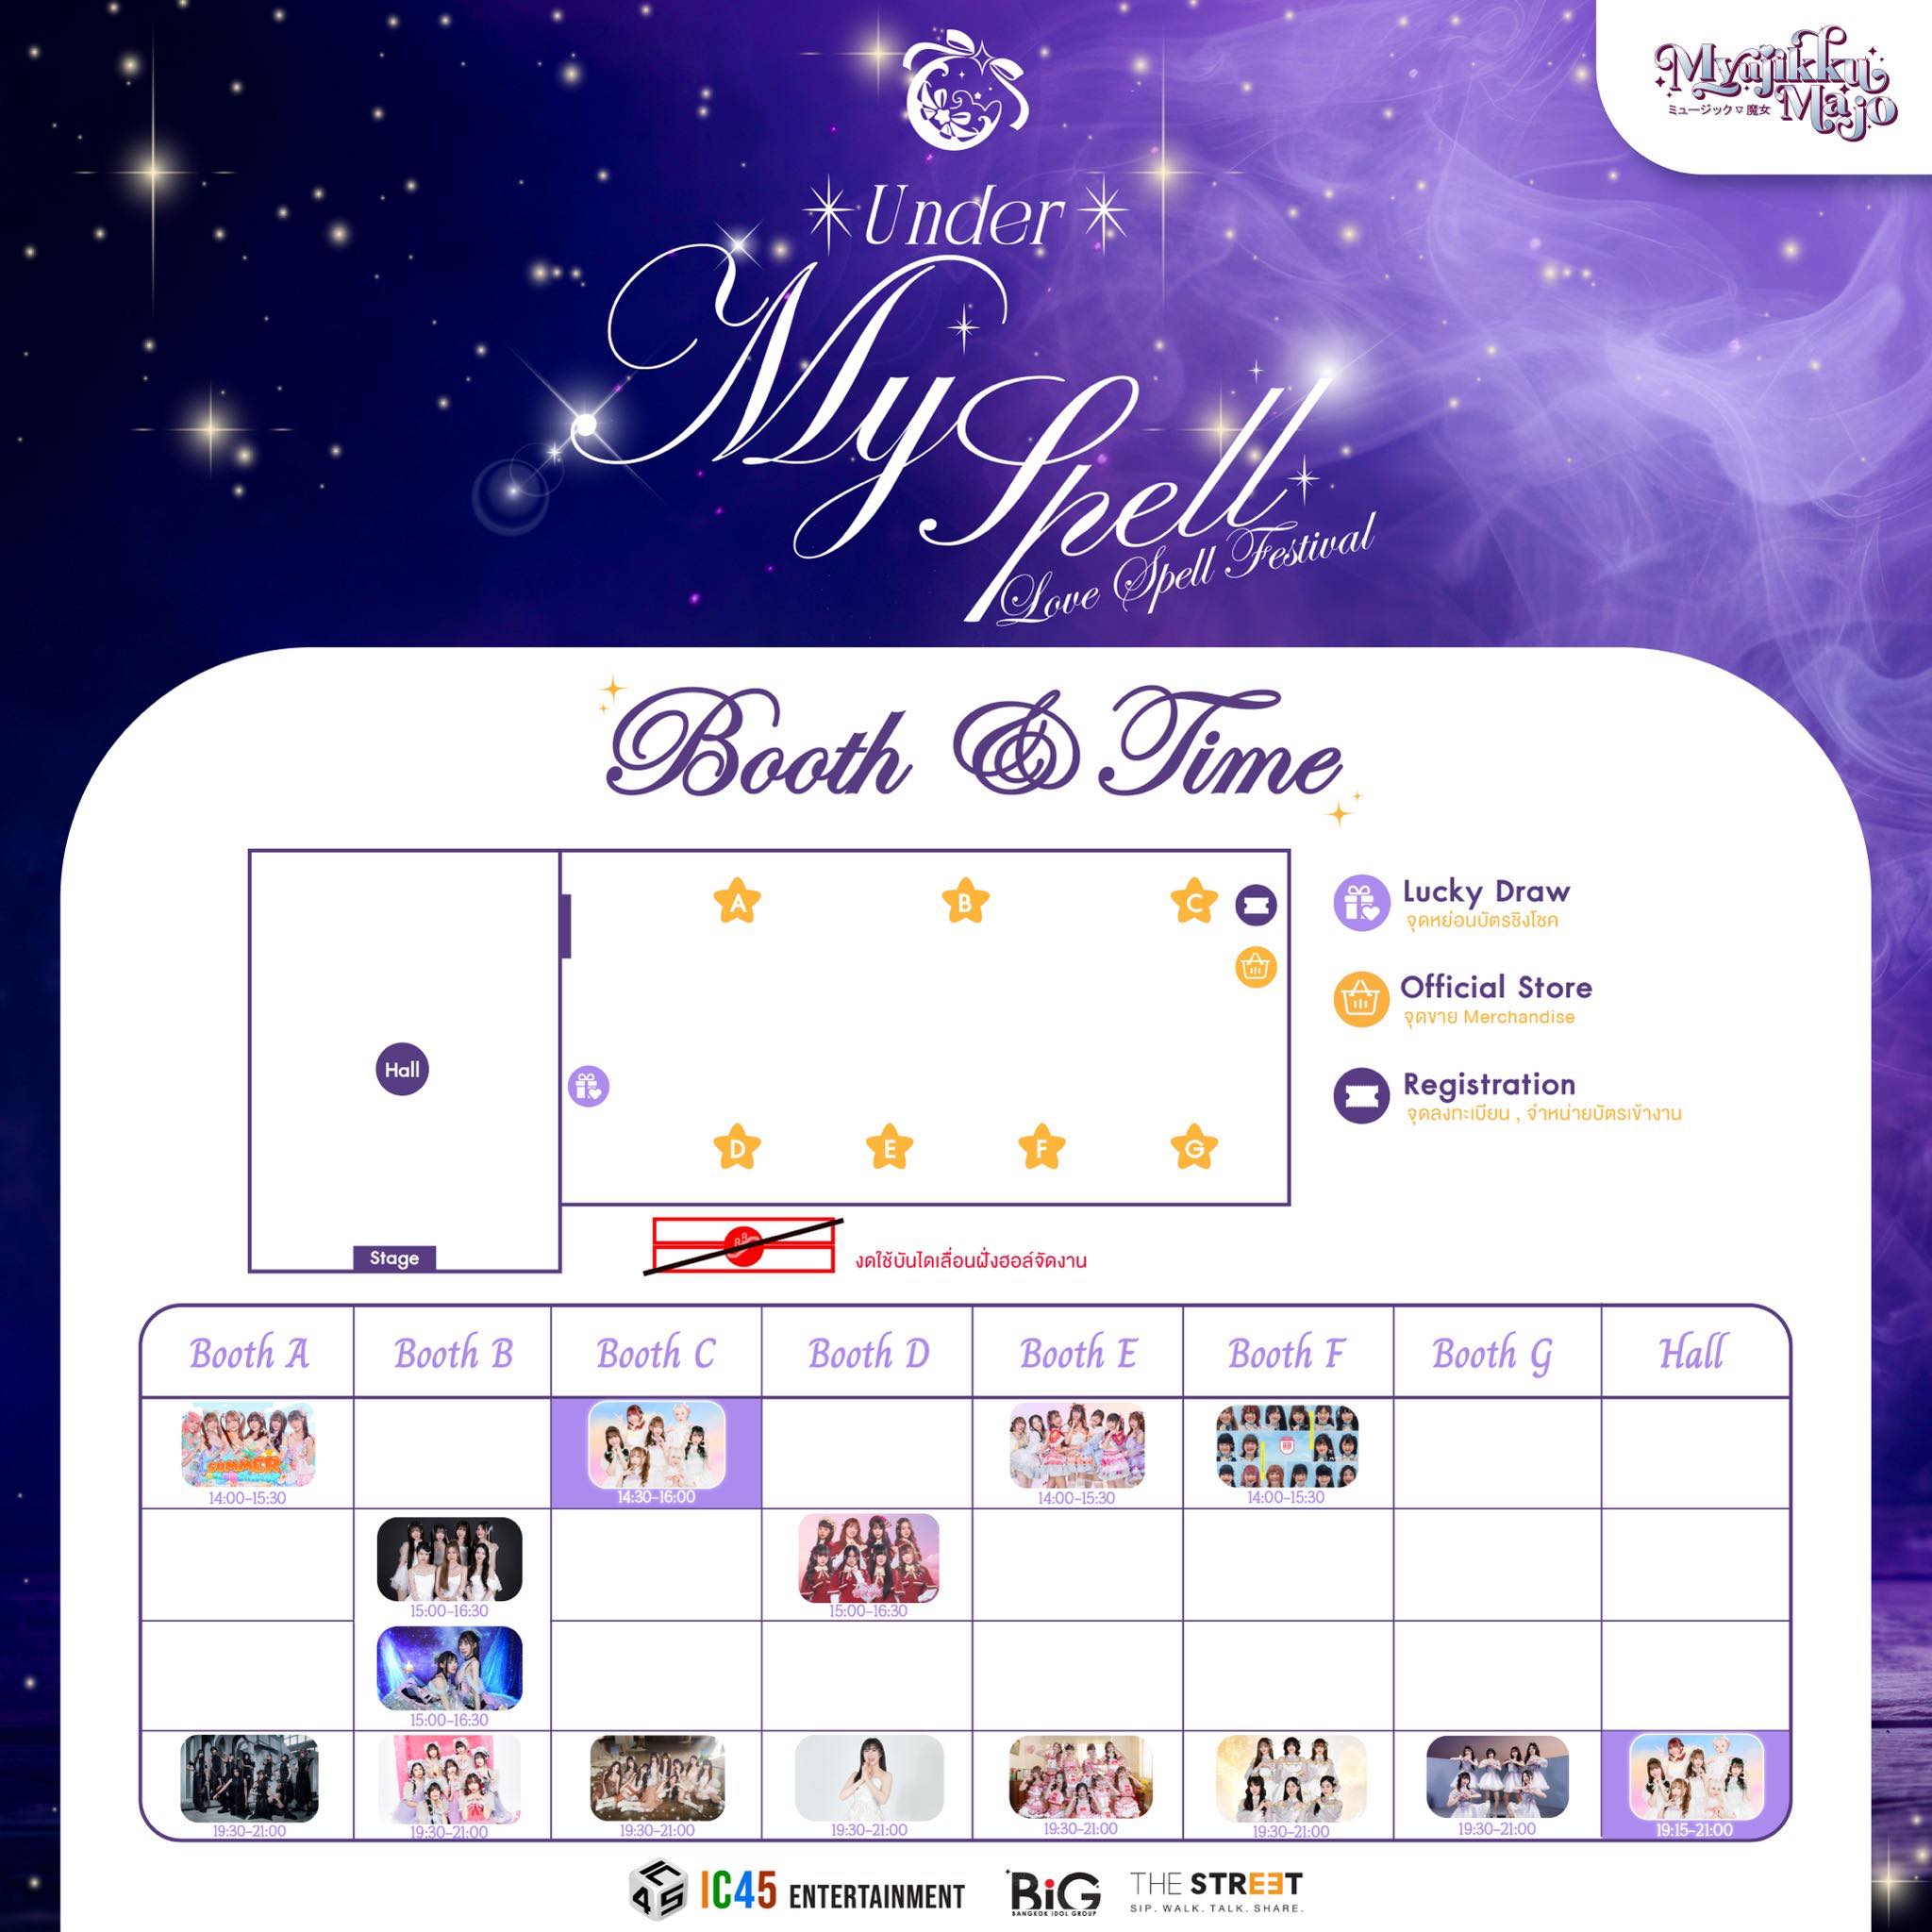 Myujikku
Majo
ミュージック♡魔女
Under
My Spell
Love Spell Festival
Booth & Time
A
B
C
Lucky Draw
จุดหย่อนบัตรชิงโชค
Official Store
จุดขาย Merchandise
Hall
Registration
จุดลงทะเบียน , จำหน่ายบัตรเข้างาน
D
E
F
G
Stage
งดใช้บันไดเลื่อนฝั่งฮอล์จัดงาน
Booth A
Booth B
Booth C
Booth D
Booth E
Booth F
Booth G
Hall
SUMMER
14:00-15:30
14:30-16:00
14:00-15:30
14:00-15:30
15:00-16:30
15:00-16:30
15:00-16:30
19:30-21:00
19:30-21:00
19:30-21:00
19:30-21:00
19:30-21:00
19:30-21:00
19:30-21:00
19:15-21:00
IC45
IC45 ENTERTAINMENT
BiG
BANGKOK IDOL GROUP
THE STREET
SIP. WALK. TALK. SHARE.